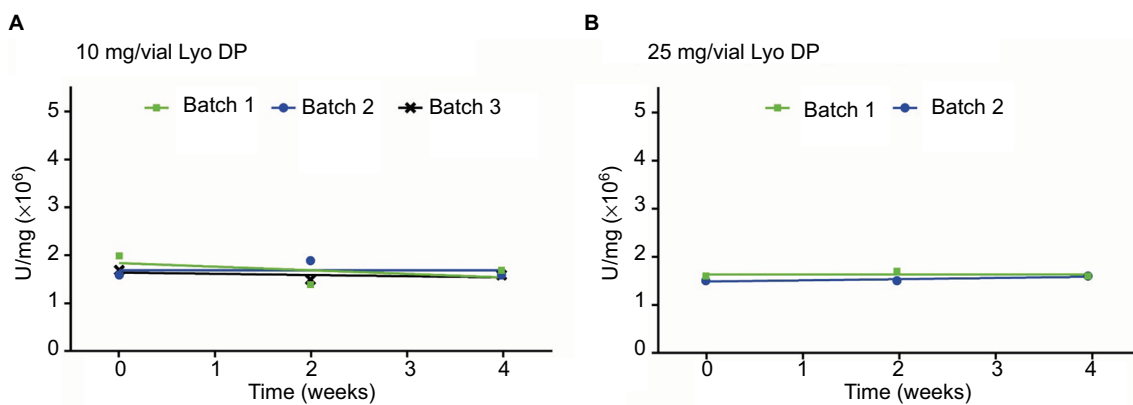 A
10 mg/vial Lyo DP
Batch 1 Batch 2 Batch 3
U/mg (×10⁶)
5
4
3
2
1
0
0 1 2 3 4
Time (weeks)
B
25 mg/vial Lyo DP
Batch 1 Batch 2
U/mg (×10⁶)
5
4
3
2
1
0
0 1 2 3 4
Time (weeks)